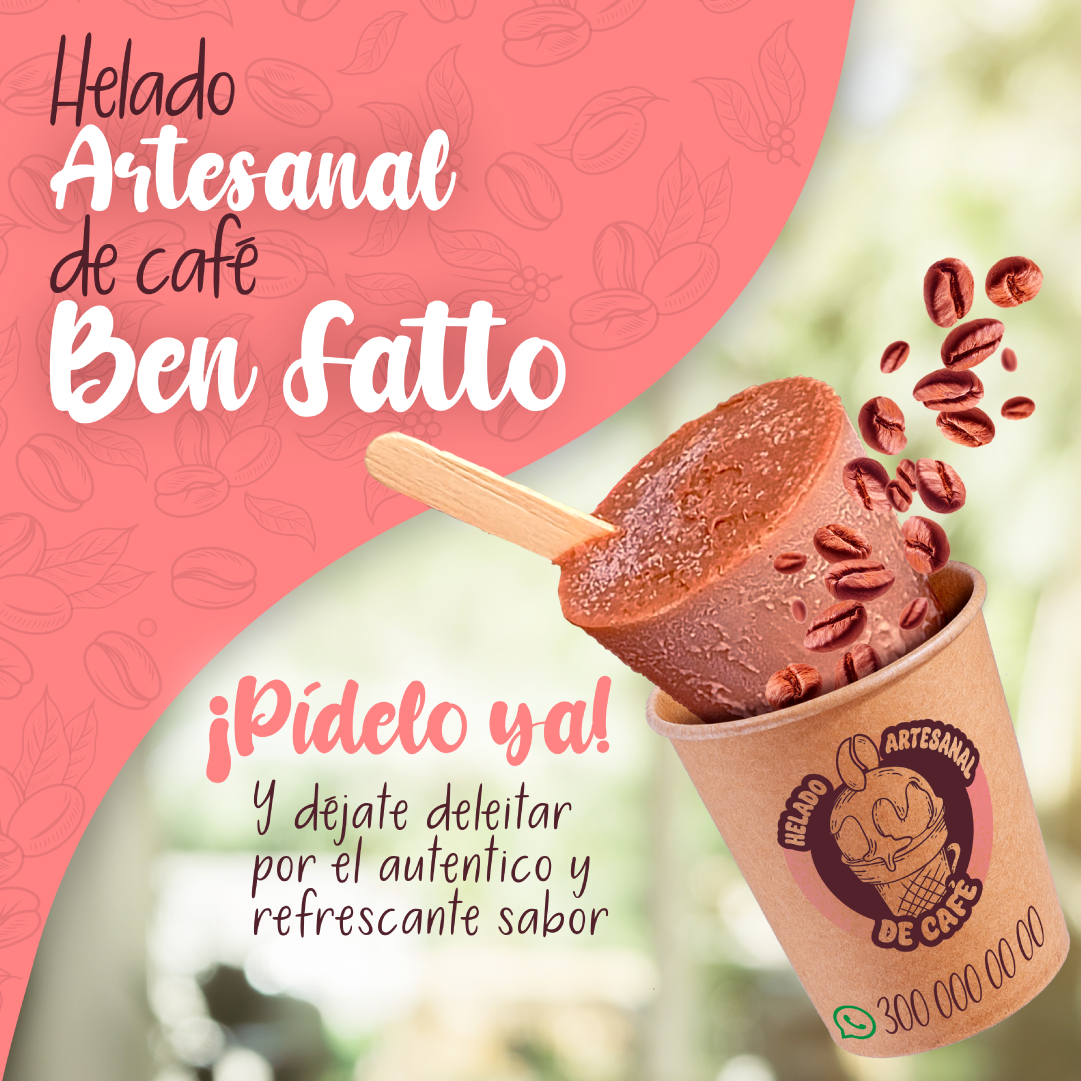 Helado
Artesanal
de café
Ben fatto
¡Pídelo ya!
Y déjate deleitar
por el autentico y
refrescante sabor
HELADO ARTESANAL
DE CAFÉ
300 000 00 00